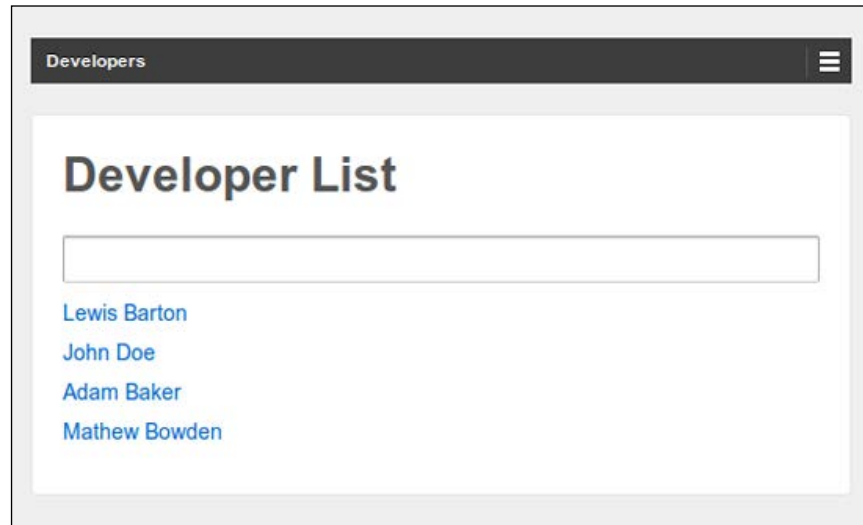 Developers
Developer List
Lewis Barton
John Doe
Adam Baker
Mathew Bowden